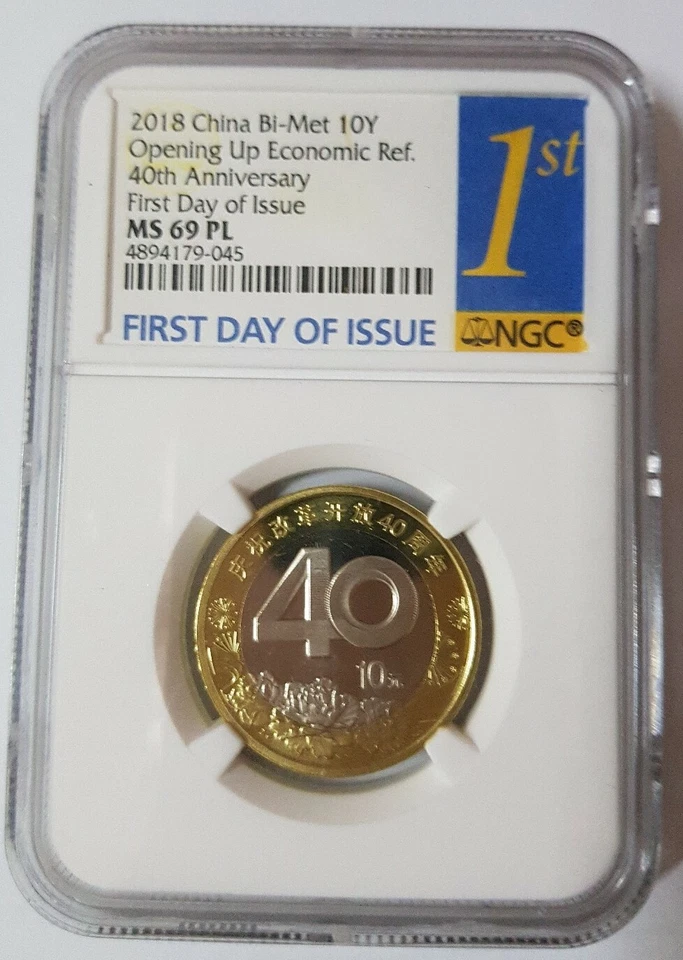 2018 China Bi-Met 10Y
Opening Up Economic Ref.
40th Anniversary
First Day of Issue
MS 69 PL
4894179-045
FIRST DAY OF ISSUE
1st
NGC®
庆祝改革开放40周年
40
10元